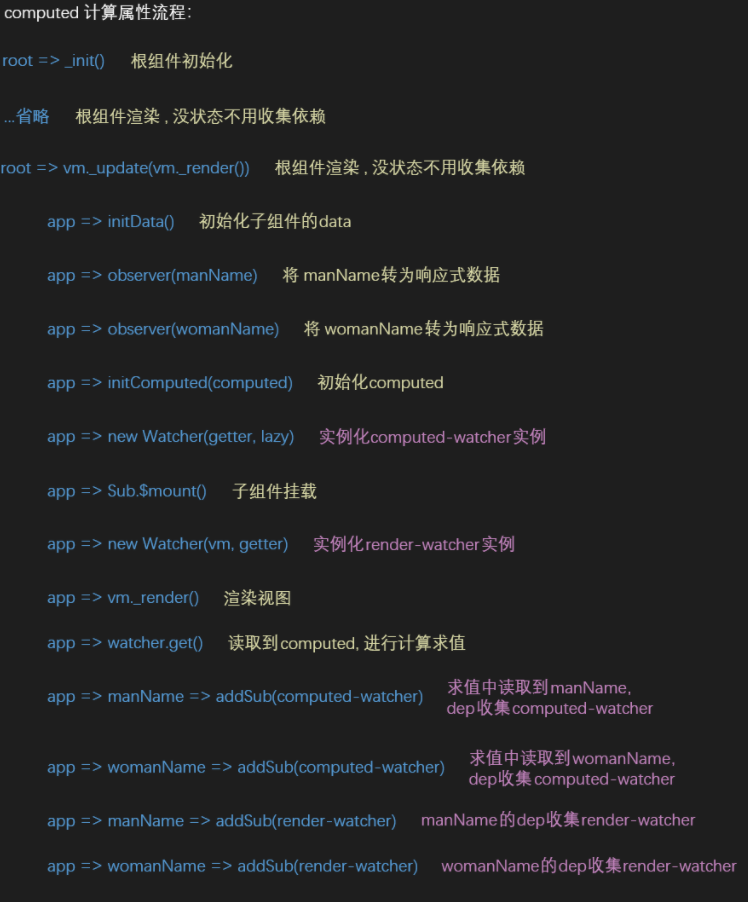 computed 计算属性流程:
root => _init() 根组件初始化
...省略 根组件渲染 , 没状态不用收集依赖
root => vm._update(vm._render()) 根组件渲染 , 没状态不用收集依赖
app => initData() 初始化子组件的data
app => observer(manName) 将 manName转为响应式数据
app => observer(womanName) 将 womanName转为响应式数据
app => initComputed(computed) 初始化computed
app => new Watcher(getter, lazy) 实例化computed-watcher实例
app => Sub.$mount() 子组件挂载
app => new Watcher(vm, getter) 实例化render-watcher实例
app => vm._render() 渲染视图
app => watcher.get() 读取到computed, 进行计算求值
app => manName => addSub(computed-watcher) 求值中读取到manName,
dep收集computed-watcher
app => womanName => addSub(computed-watcher) 求值中读取到womanName,
dep收集computed-watcher
app => manName => addSub(render-watcher) manName的dep收集render-watcher
app => womanName => addSub(render-watcher) womanName的dep收集render-watcher